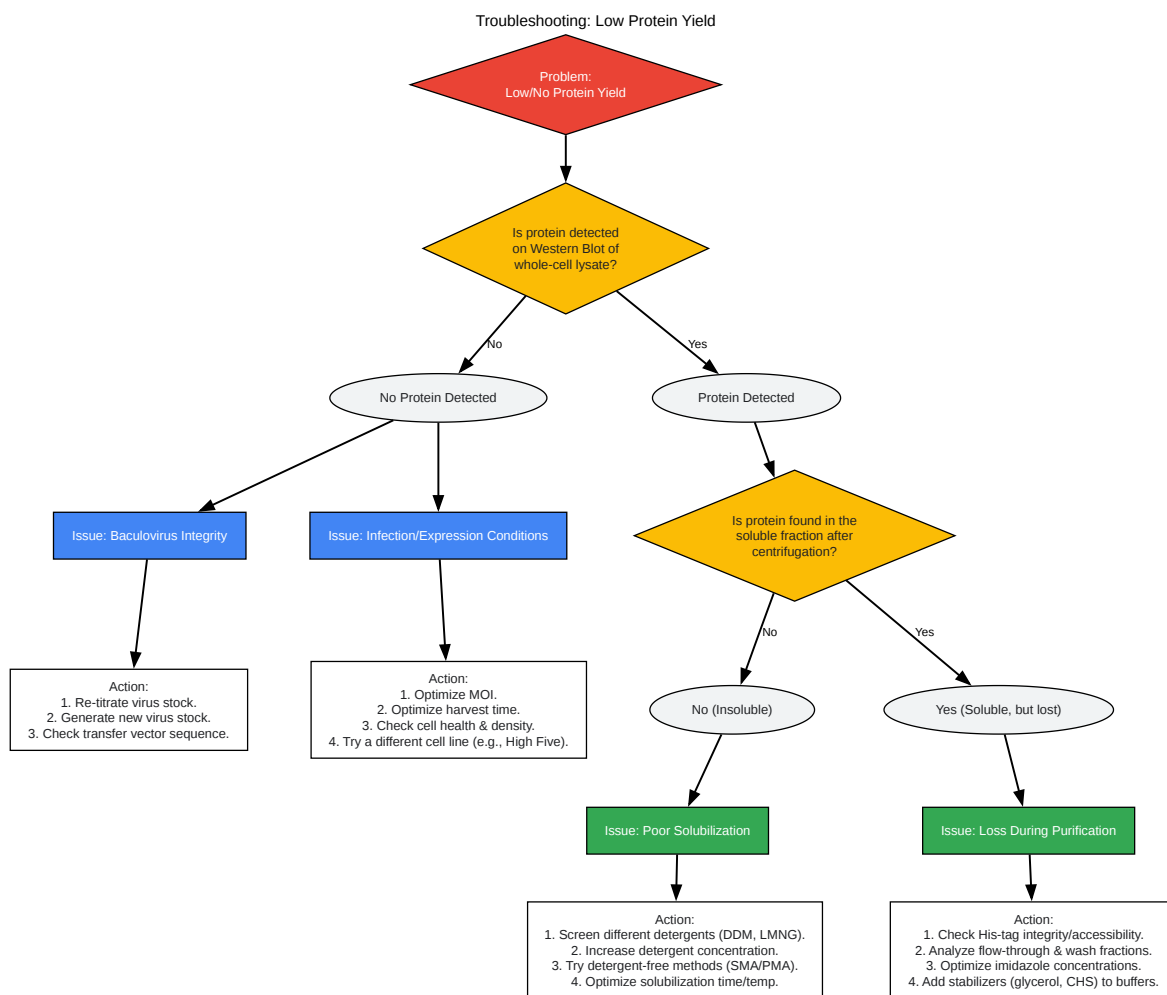 Troubleshooting: Low Protein Yield
Problem:
Low/No Protein Yield
Is protein detected
on Western Blot of
whole-cell lysate?
No
Yes
No Protein Detected
Protein Detected
Issue: Baculovirus Integrity
Issue: Infection/Expression Conditions
Is protein found in the
soluble fraction after
centrifugation?
Action:
1. Re-titrate virus stock.
2. Generate new virus stock.
3. Check transfer vector sequence.
Action:
1. Optimize MOI.
2. Optimize harvest time.
3. Check cell health & density.
4. Try a different cell line (e.g., High Five).
No
Yes
No (Insoluble)
Yes (Soluble, but lost)
Issue: Poor Solubilization
Issue: Loss During Purification
Action:
1. Screen different detergents (DDM, LMNG).
2. Increase detergent concentration.
3. Try detergent-free methods (SMA/PMA).
4. Optimize solubilization time/temp.
Action:
1. Check His-tag integrity/accessibility.
2. Analyze flow-through & wash fractions.
3. Optimize imidazole concentrations.
4. Add stabilizers (glycerol, CHS) to buffers.